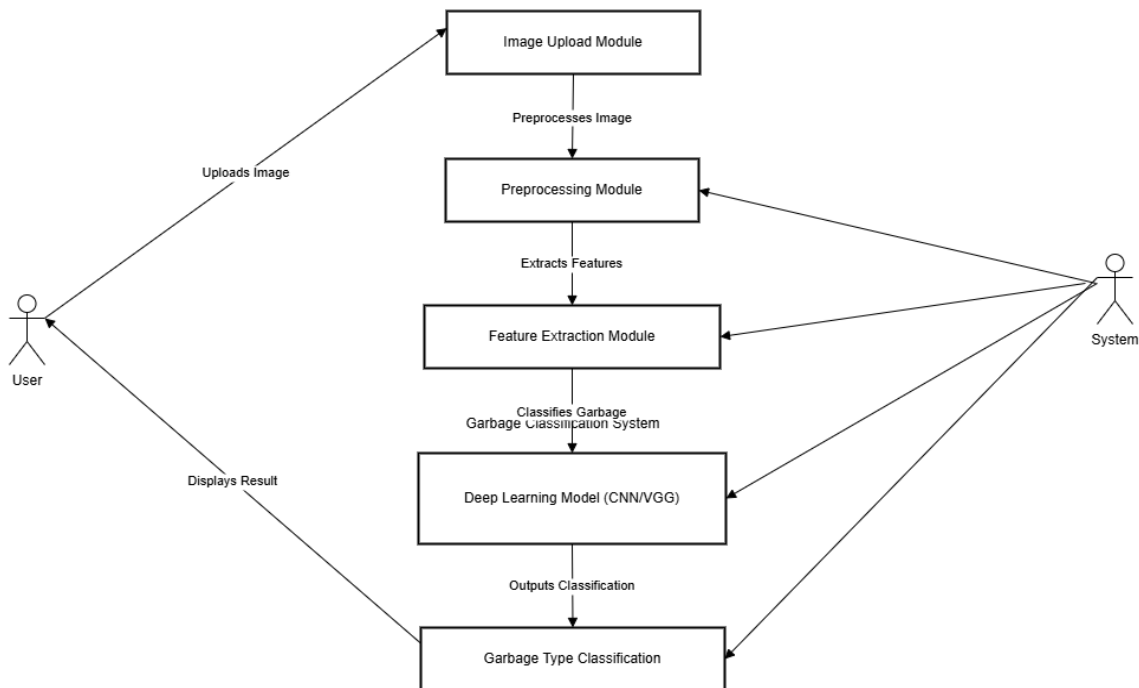 Image Upload Module
Preprocesses Image
Uploads Image
Preprocessing Module
Extracts Features
Feature Extraction Module
System
User
Classifies Garbage
Garbage Classification System
Displays Result
Deep Learning Model (CNN/VGG)
Outputs Classification
Garbage Type Classification